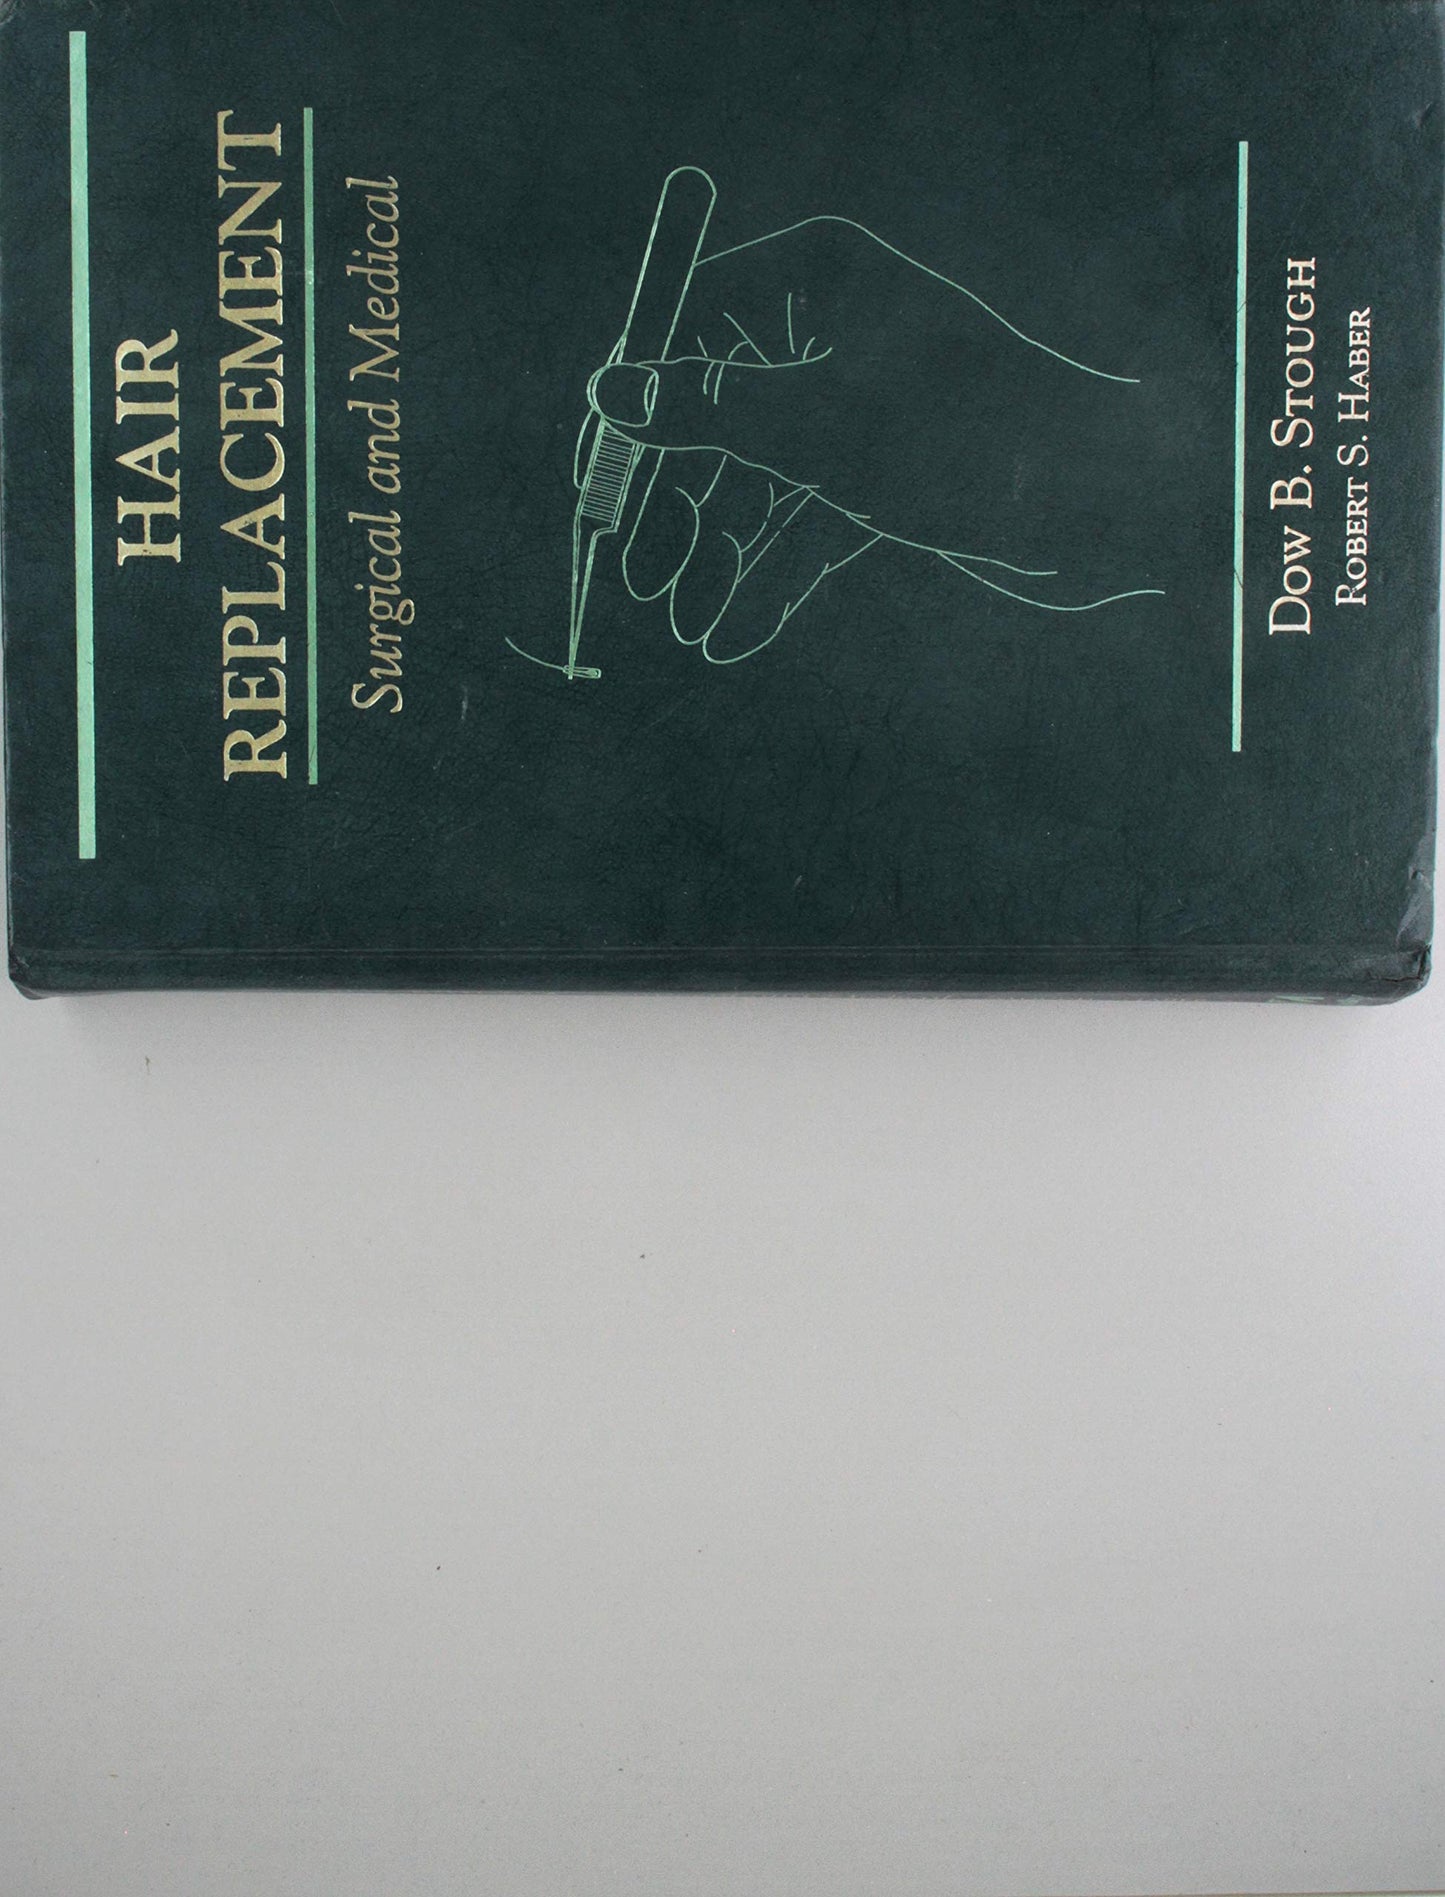 HAIR
REPLACEMENT
Surgical and Medical
DOW B. STOUGH
ROBERT S. HABER